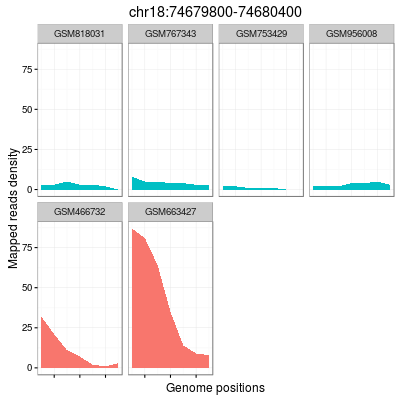 chr18:74679800-74680400
GSM818031 GSM767343 GSM753429 GSM956008
75
50
25
0
GSM466732 GSM663427
75
50
25
0
Mapped reads density
Genome positions